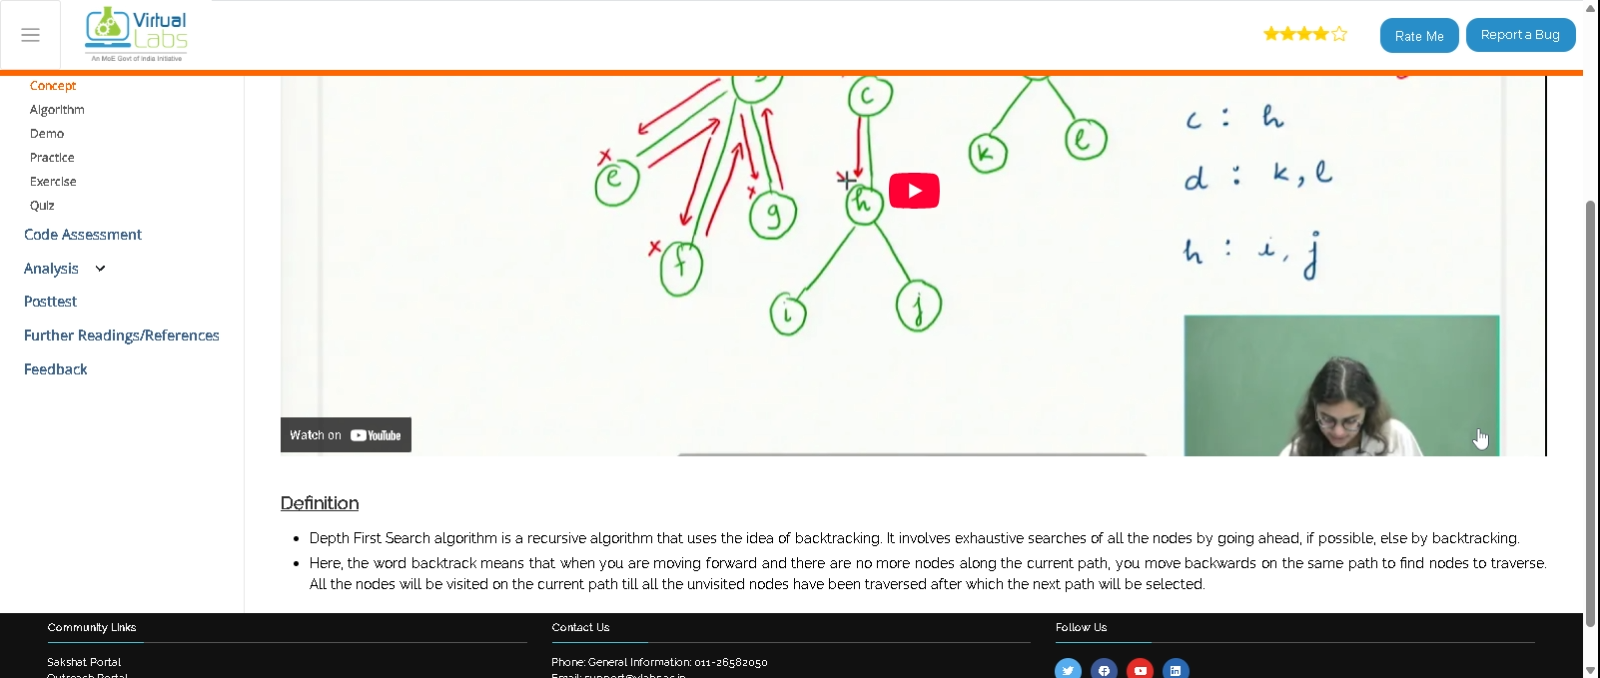 Virtual
Labs
An MoE Govt of India Initiative
Rate Me
Report a Bug
Concept
Algorithm
Demo
Practice
Exercise
Quiz
Code Assessment
Analysis
Posttest
Further Readings/References
Feedback
c
k
l
e
g
h
f
i
j
c : h
d : k, l
h : i, j
Watch on YouTube
Definition
Depth First Search algorithm is a recursive algorithm that uses the idea of backtracking. It involves exhaustive searches of all the nodes by going ahead, if possible, else by backtracking.
Here, the word backtrack means that when you are moving forward and there are no more nodes along the current path, you move backwards on the same path to find nodes to traverse.
All the nodes will be visited on the current path till all the unvisited nodes have been traversed after which the next path will be selected.
Community Links
Sakshat Portal
Outreach Portal
Contact Us
Phone: General Information: 011-26582050
Email: support@vlabs.ac.in
Follow Us